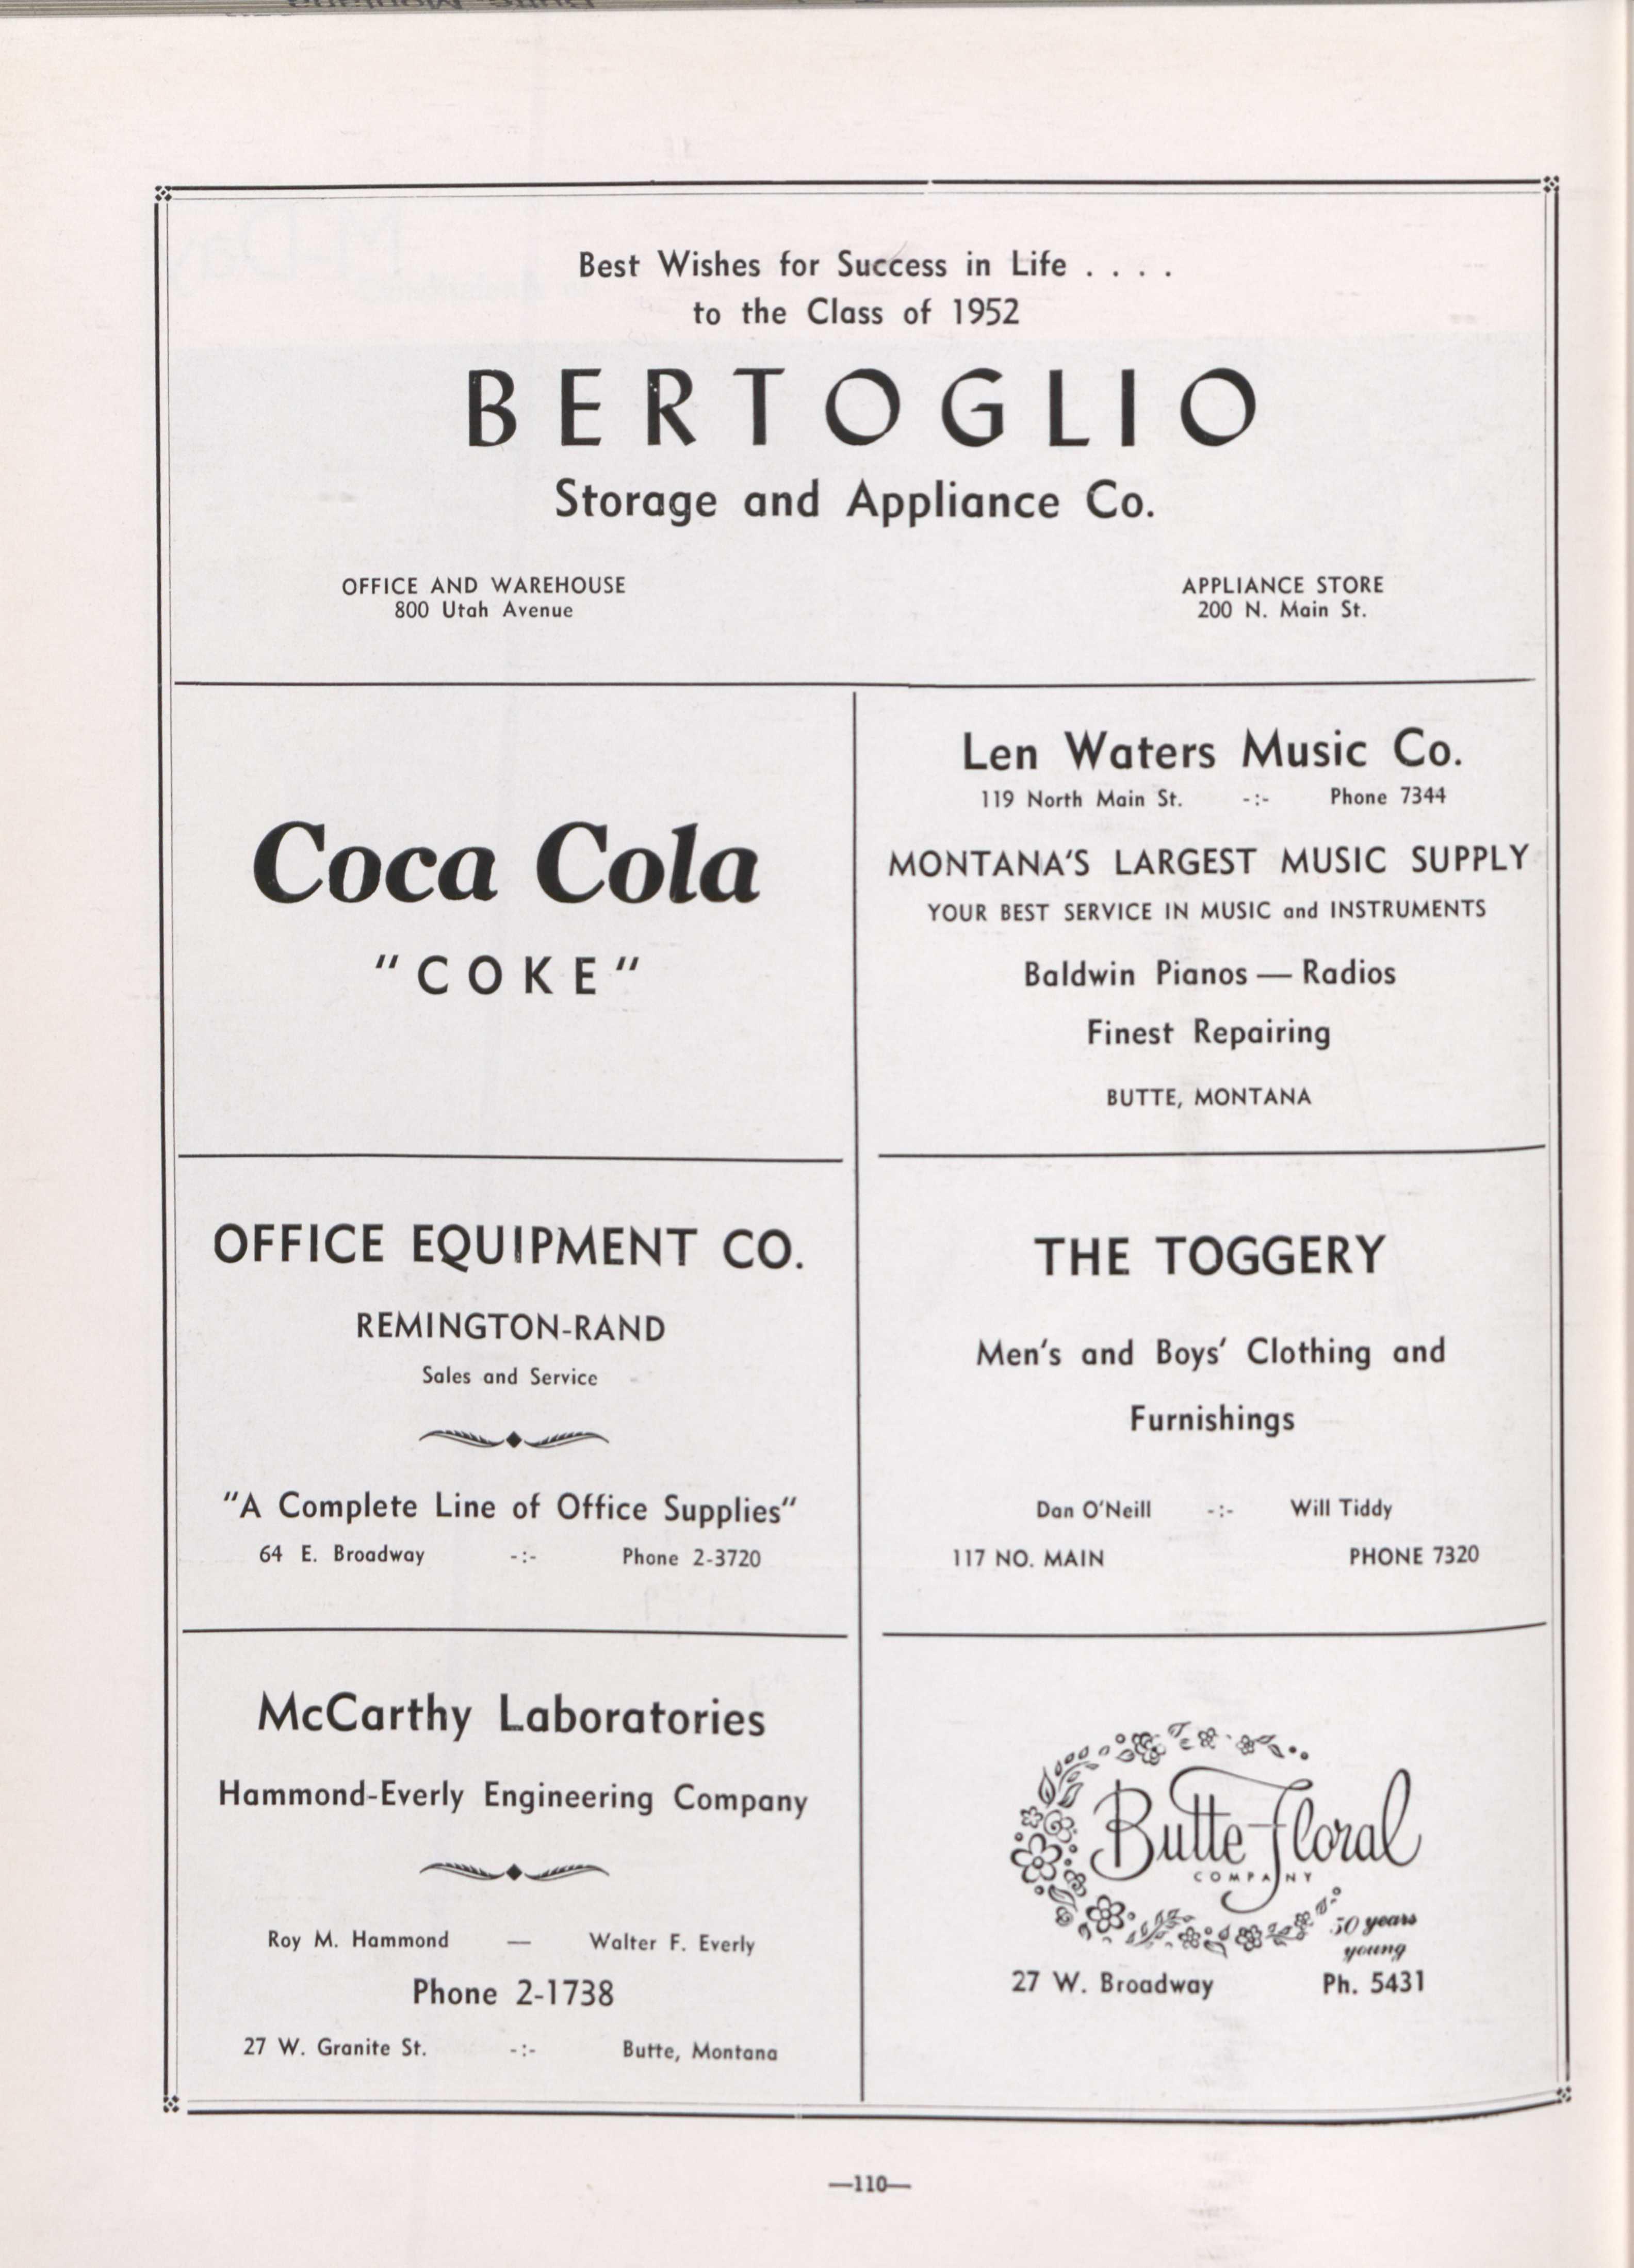 Best Wishes for Success in Life . . . .
to the Class of 1952
BERTOGLIO
Storage and Appliance Co.
OFFICE AND WAREHOUSE
800 Utah Avenue
APPLIANCE STORE
200 N. Main St.
Coca Cola
"COKE"
Len Waters Music Co.
119 North Main St. -:- Phone 7344
MONTANA'S LARGEST MUSIC SUPPLY
YOUR BEST SERVICE IN MUSIC and INSTRUMENTS
Baldwin Pianos — Radios
Finest Repairing
BUTTE, MONTANA
OFFICE EQUIPMENT CO.
REMINGTON-RAND
Sales and Service
"A Complete Line of Office Supplies"
64 E. Broadway -:- Phone 2-3720
THE TOGGERY
Men's and Boys' Clothing and
Furnishings
Dan O'Neill -:- Will Tiddy
117 NO. MAIN PHONE 7320
McCarthy Laboratories
Hammond-Everly Engineering Company
Roy M. Hammond — Walter F. Everly
Phone 2-1738
27 W. Granite St. -:- Butte, Montana
Butte Floral
COMPANY
50 years
young
27 W. Broadway Ph. 5431
—110—